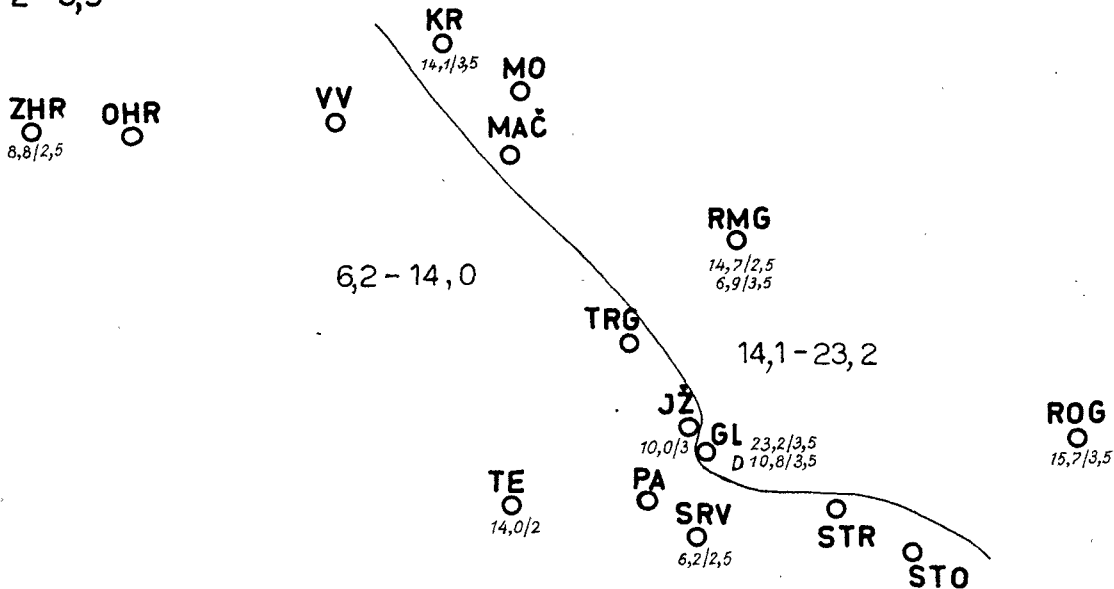 KR
14,1/3,5
MO
VV
ZHR
OHR
8,8/2,5
MAČ
RMG
14,7/2,5
6,9/3,5
6,2-14,0
TRG
14,1-23,2
JŽ
10,0/3
GL 23,2/3,5
D 10,8/3,5
ROG
15,7/3,5
TE
14,0/2
PA
SRV
6,2/2,5
STR
STO